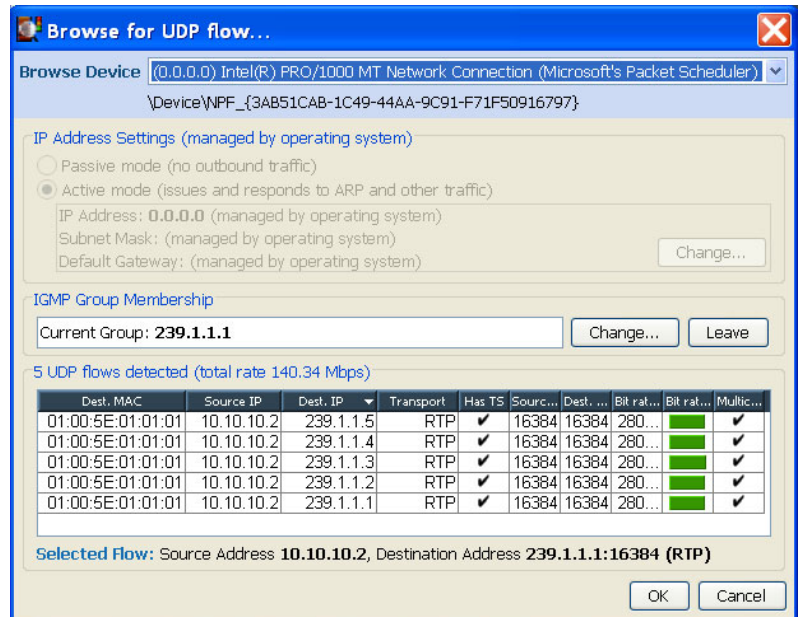 Browse for UDP flow...
Browse Device (0.0.0.0) Intel(R) PRO/1000 MT Network Connection (Microsoft's Packet Scheduler)
\Device\NPF_{3AB51CAB-1C49-44AA-9C91-F71F50916797}
IP Address Settings (managed by operating system)
Passive mode (no outbound traffic)
Active mode (issues and responds to ARP and other traffic)
IP Address: 0.0.0.0 (managed by operating system)
Subnet Mask: (managed by operating system)
Default Gateway: (managed by operating system)
Change...
IGMP Group Membership
Current Group: 239.1.1.1 Change... Leave
5 UDP flows detected (total rate 140.34 Mbps)
Dest. MAC Source IP Dest. IP Transport Has TS Sourc... Dest. ... Bit rat... Bit rat... Multic...
01:00:5E:01:01:01 10.10.10.2 239.1.1.5 RTP ✔ 16384 16384 280... ✔
01:00:5E:01:01:01 10.10.10.2 239.1.1.4 RTP ✔ 16384 16384 280... ✔
01:00:5E:01:01:01 10.10.10.2 239.1.1.3 RTP ✔ 16384 16384 280... ✔
01:00:5E:01:01:01 10.10.10.2 239.1.1.2 RTP ✔ 16384 16384 280... ✔
01:00:5E:01:01:01 10.10.10.2 239.1.1.1 RTP ✔ 16384 16384 280... ✔
Selected Flow: Source Address 10.10.10.2, Destination Address 239.1.1.1:16384 (RTP)
OK Cancel